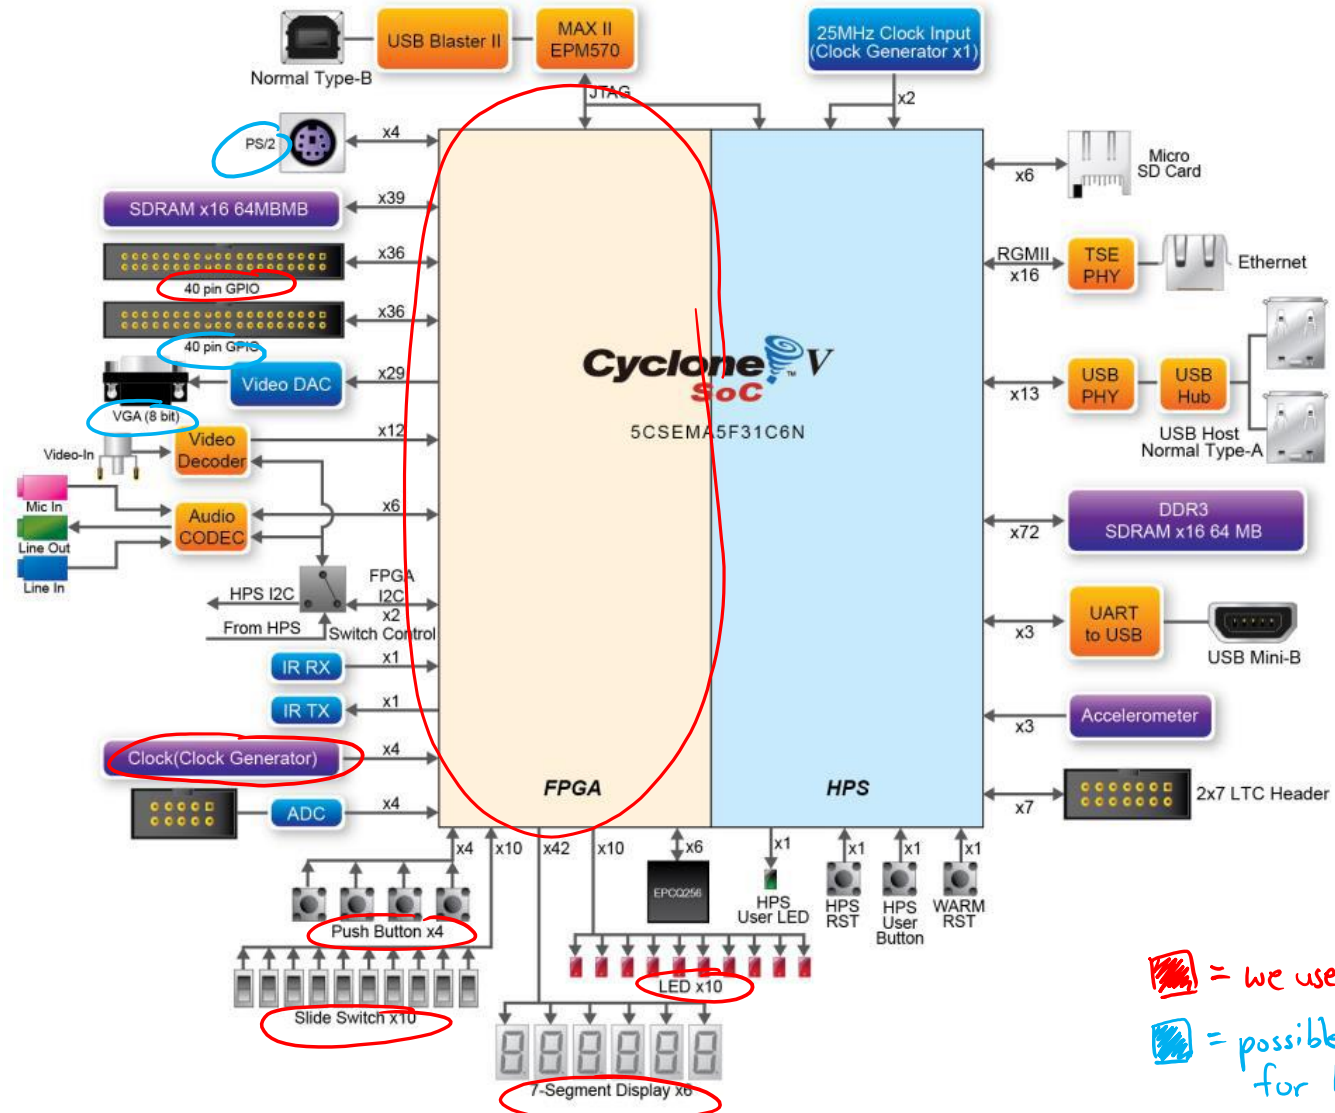 MAX II
EPM570
USB Blaster II
Normal Type-B
25MHz Clock Input
(Clock Generator x1)
JTAG
x2
PS/2
x4
SDRAM x16 64MBMB
x39
x36
40 pin GPIO
x36
40 pin GPIO
Video DAC
x29
VGA (8 bit)
Video-In
Video
Decoder
x12
Mic In
Line Out
Line In
Audio
CODEC
x6
HPS I2C
From HPS
FPGA
I2C
x2
Switch Control
IR RX
x1
IR TX
x1
Clock(Clock Generator)
x4
ADC
x4
Cyclone V
SoC
5CSEMA5F31C6N
FPGA
HPS
x6
Micro
SD Card
RGMII
x16
TSE
PHY
Ethernet
x13
USB
PHY
USB
Hub
USB Host
Normal Type-A
x72
DDR3
SDRAM x16 64 MB
x3
UART
to USB
USB Mini-B
x3
Accelerometer
x7
2x7 LTC Header
x4
x10
x42
x10
x6
x1
x1
x1
x1
Push Button x4
Slide Switch x10
7-Segment Display x6
LED x10
EPCQ256
HPS
User LED
HPS
RST
HPS
User
Button
WARM
RST
= we use
= possible
for